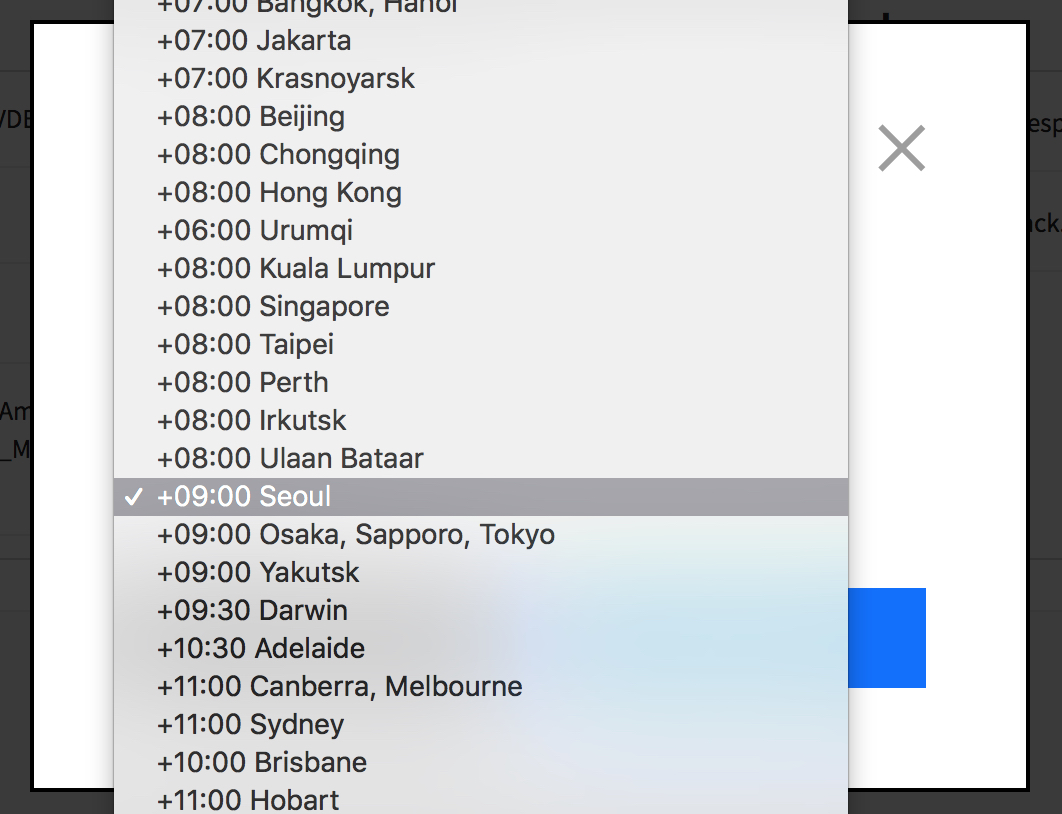 +07:00 Bangkok, Hanoi
+07:00 Jakarta
+07:00 Krasnoyarsk
+08:00 Beijing
+08:00 Chongqing
+08:00 Hong Kong
+06:00 Urumqi
+08:00 Kuala Lumpur
+08:00 Singapore
+08:00 Taipei
+08:00 Perth
+08:00 Irkutsk
+08:00 Ulaan Bataar
✓ +09:00 Seoul
+09:00 Osaka, Sapporo, Tokyo
+09:00 Yakutsk
+09:30 Darwin
+10:30 Adelaide
+11:00 Canberra, Melbourne
+11:00 Sydney
+10:00 Brisbane
+11:00 Hobart